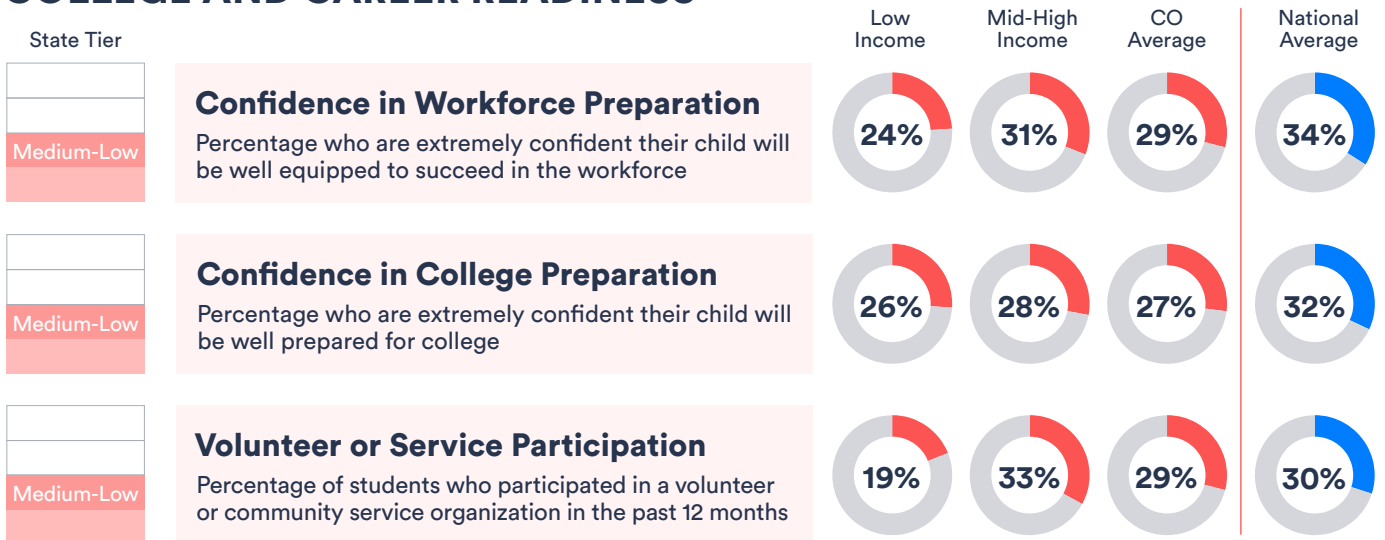 COLLEGE AND CAREER READINESS
State Tier
Low Income
Mid-High Income
CO Average
National Average
Medium-Low
Confidence in Workforce Preparation
Percentage who are extremely confident their child will
be well equipped to succeed in the workforce
24%
31%
29%
34%
Medium-Low
Confidence in College Preparation
Percentage who are extremely confident their child will
be well prepared for college
26%
28%
27%
32%
Medium-Low
Volunteer or Service Participation
Percentage of students who participated in a volunteer
or community service organization in the past 12 months
19%
33%
29%
30%